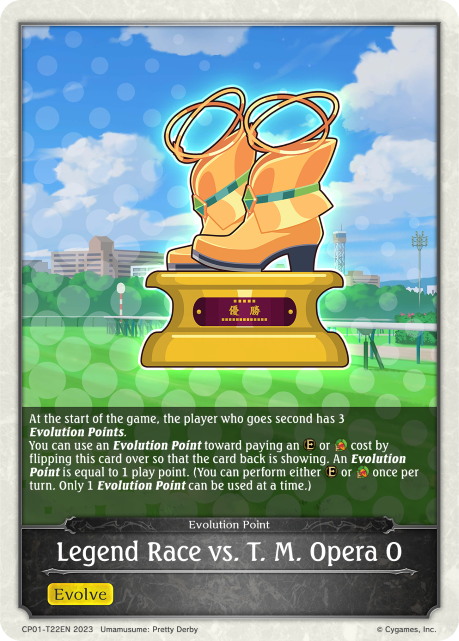 優勝
At the start of the game, the player who goes second has 3
Evolution Points.
You can use an Evolution Point toward paying an E or cost by
flipping this card over so that the card back is showing. An Evolution
Point is equal to 1 play point. (You can perform either E or once per
turn. Only 1 Evolution Point can be used at a time.)
Evolution Point
Legend Race vs. T. M. Opera O
Evolve
CP01-T22EN 2023 Umamusume: Pretty Derby © Cygames, Inc.